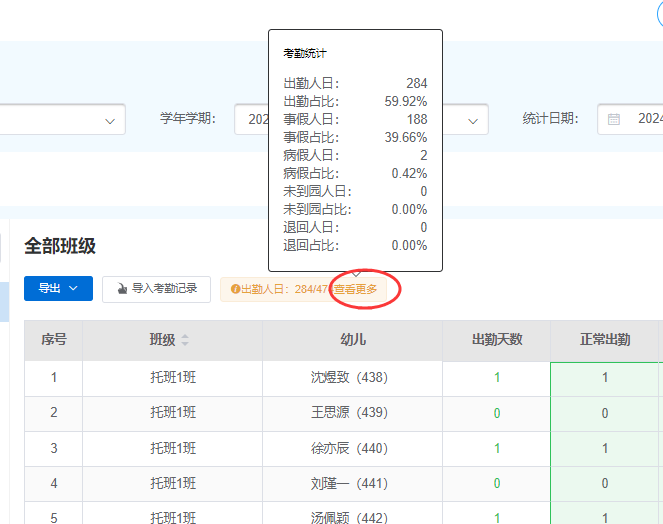 考勤统计
出勤人日: 284
出勤占比: 59.92%
事假人日: 188
事假占比: 39.66%
病假人日: 2
病假占比: 0.42%
未到园人日: 0
未到园占比: 0.00%
退回人日: 0
退回占比: 0.00%
学年学期: 202
统计日期: 2024
全部班级
导出 导入考勤记录 出勤人日: 284/47 查看更多
序号 班级 幼儿 出勤天数 正常出勤
1 托班1班 沈煜致（438） 1 1
2 托班1班 王思源（439） 0 0
3 托班1班 徐亦辰（440） 1 1
4 托班1班 刘瑾一（441） 0 0
5 托班1班 汤佩颖（442） 1 1